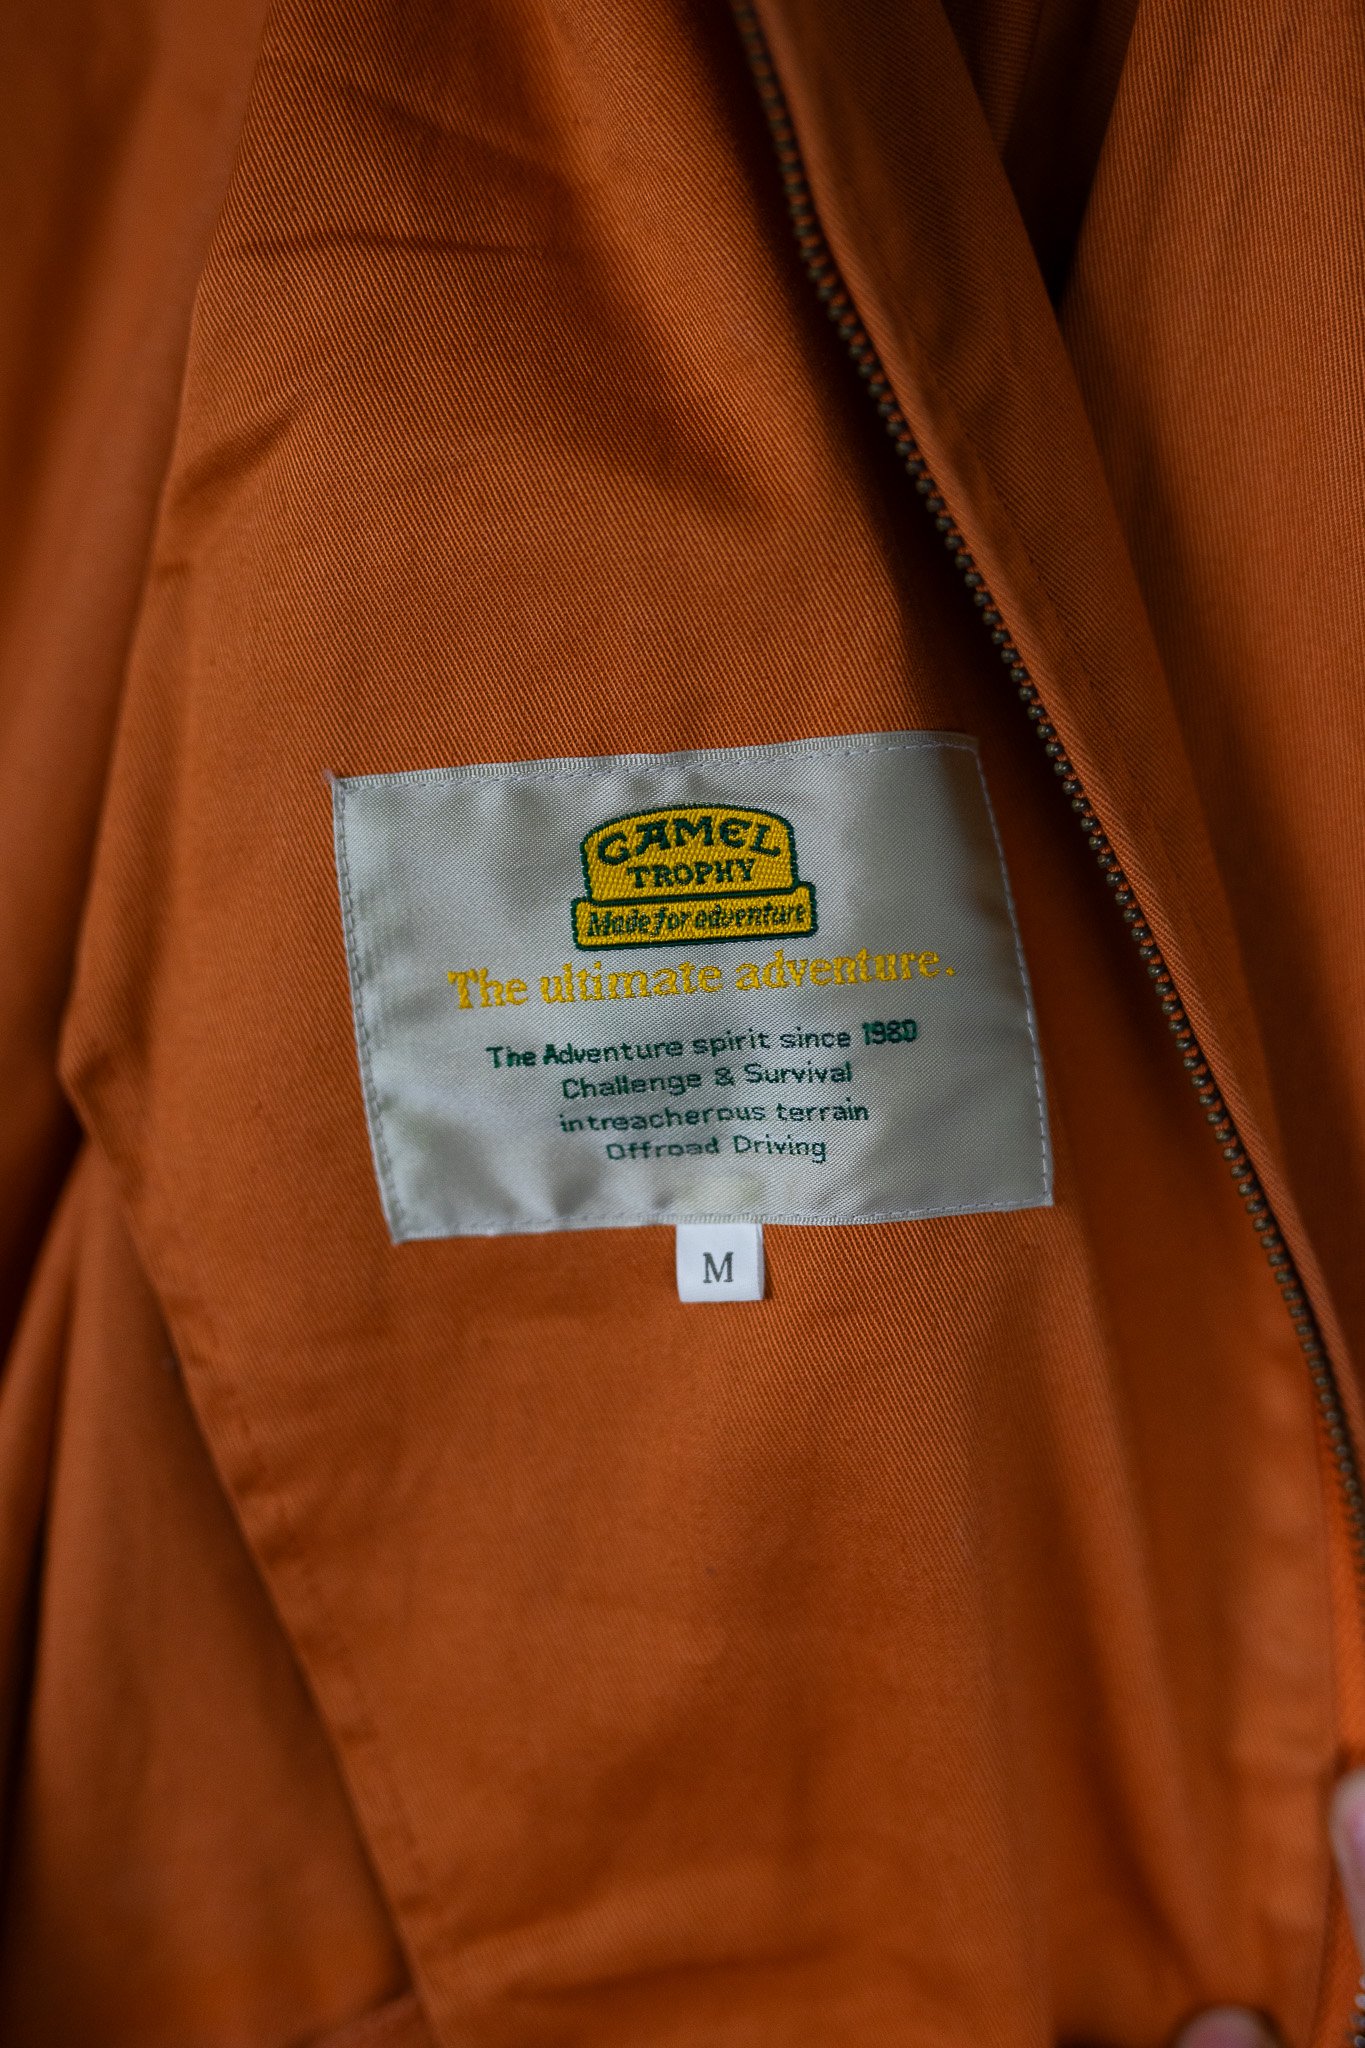 CAMEL
TROPHY
Made for adventure
The ultimate adventure.
The Adventure spirit since 1980
Challenge & Survival
intreacherous terrain
Offroad Driving
M